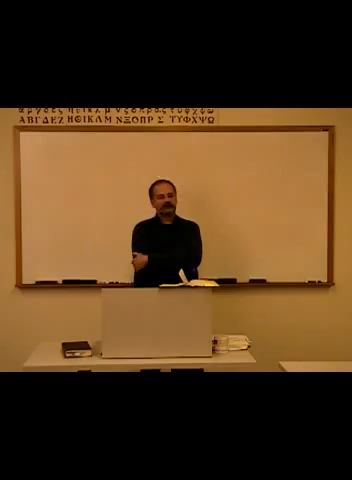 α β γ δ ε ζ η θ ι κ λ μ ν ξ ο π ρ α ς τ υ φ χ ψ ω
ΑΒΓΔΕΖ ΗΘΙΚΛΜ ΝΞΟΠΡ Σ ΤΥΦΧΨΩ